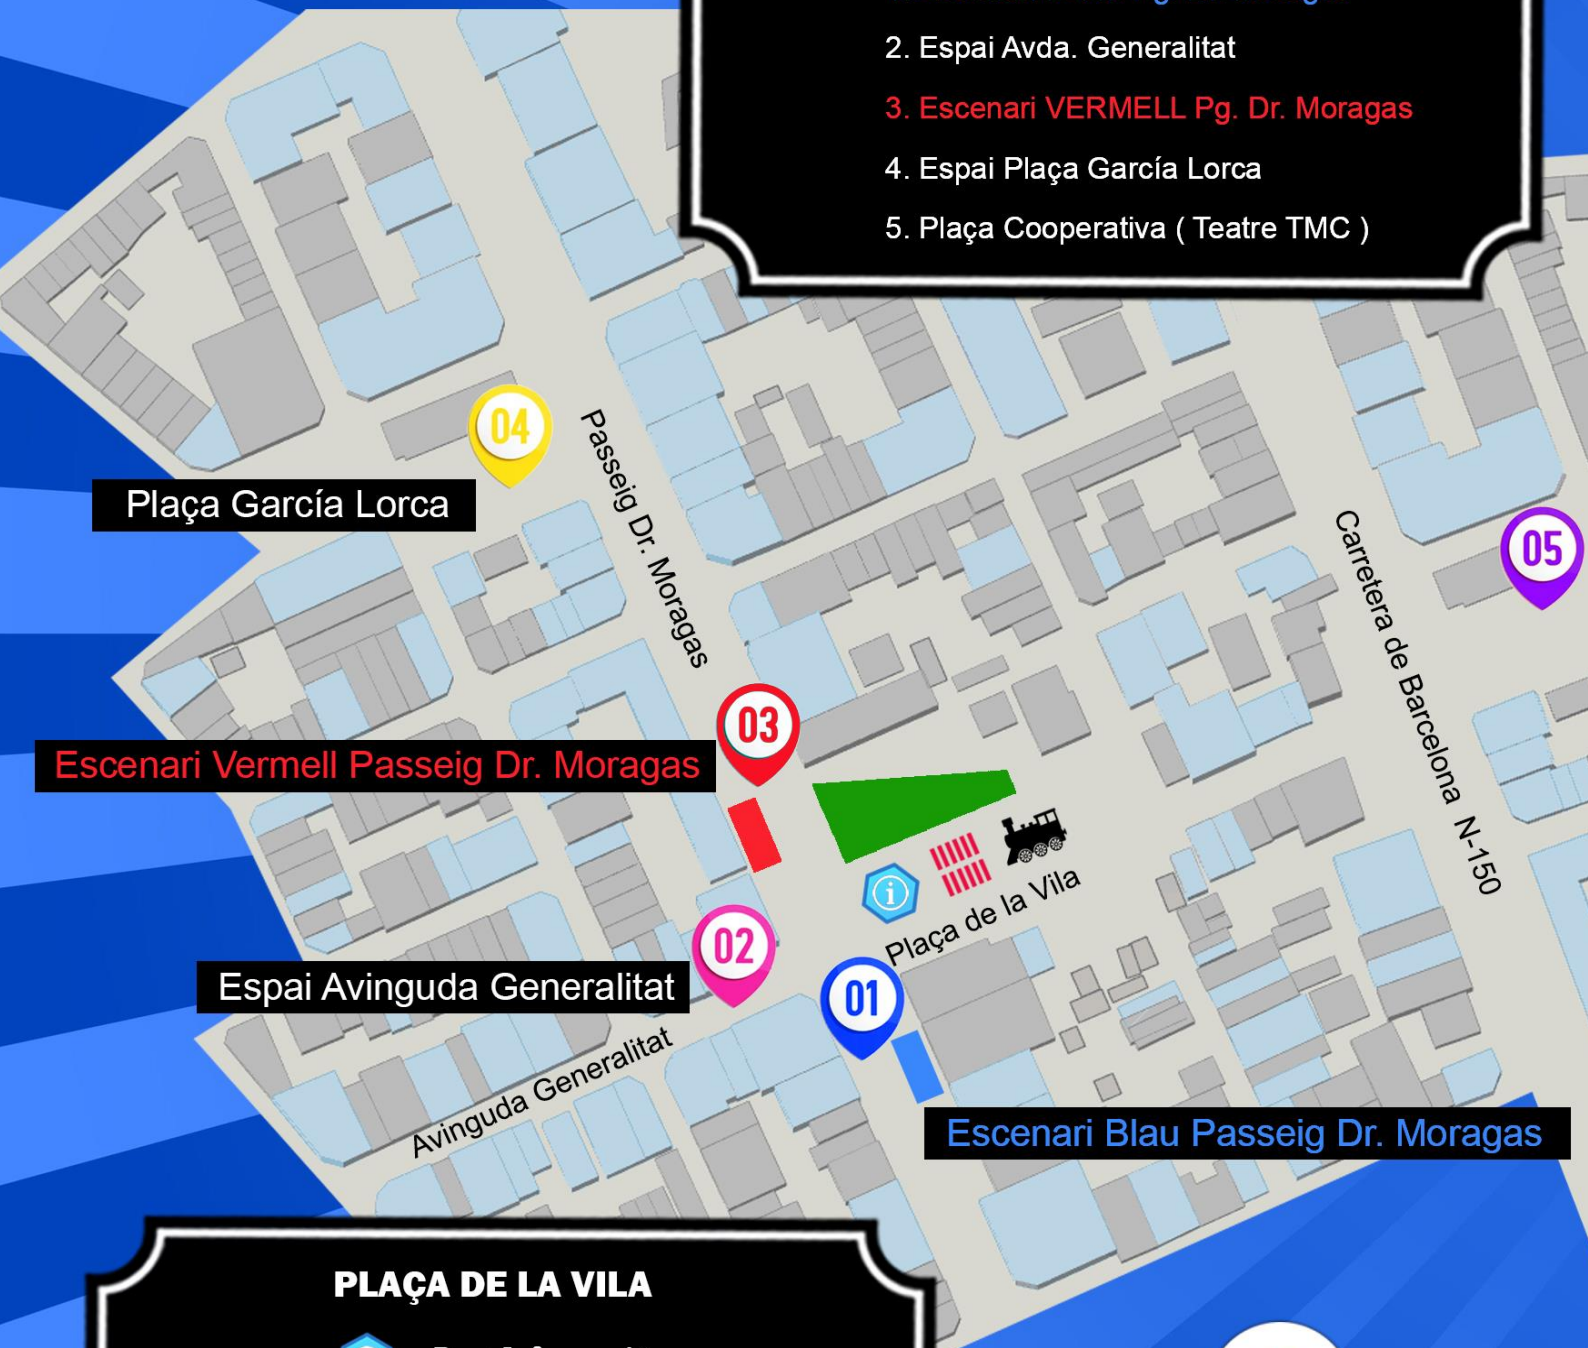 2. Espai Avda. Generalitat
3. Escenari VERMELL Pg. Dr. Moragas
4. Espai Plaça García Lorca
5. Plaça Cooperativa ( Teatre TMC )
04
Passeig Dr. Moragas
Plaça García Lorca
Carretera de Barcelona N-150
05
03
Escenari Vermell Passeig Dr. Moragas
i
Plaça de la Vila
02
Espai Avinguda Generalitat
01
Avinguda Generalitat
Escenari Blau Passeig Dr. Moragas
PLAÇA DE LA VILA